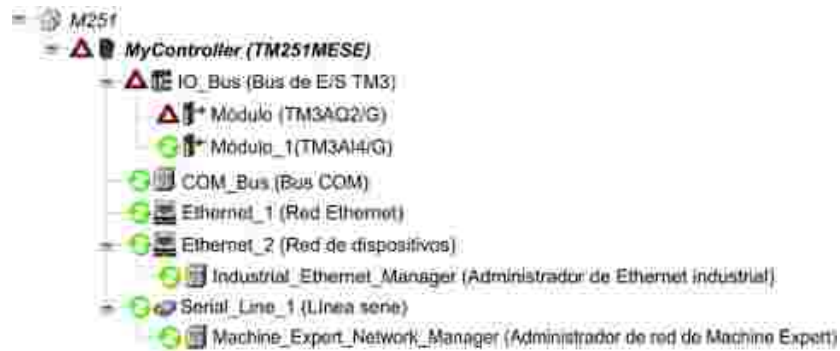 M251
MyController (TM251MESE)
IO_Bus (Bus de E/S TM3)
Módulo (TM3AQ2/G)
Módulo_1(TM3AI4/G)
COM_Bus (Bus COM)
Ethernet_1 (Red Ethernet)
Ethernet_2 (Red de dispositivos)
Industrial_Ethernet_Manager (Administrador de Ethernet industrial)
Serial_Line_1 (Línea serie)
Machine_Expert_Network_Manager (Administrador de red de Machine Expert)